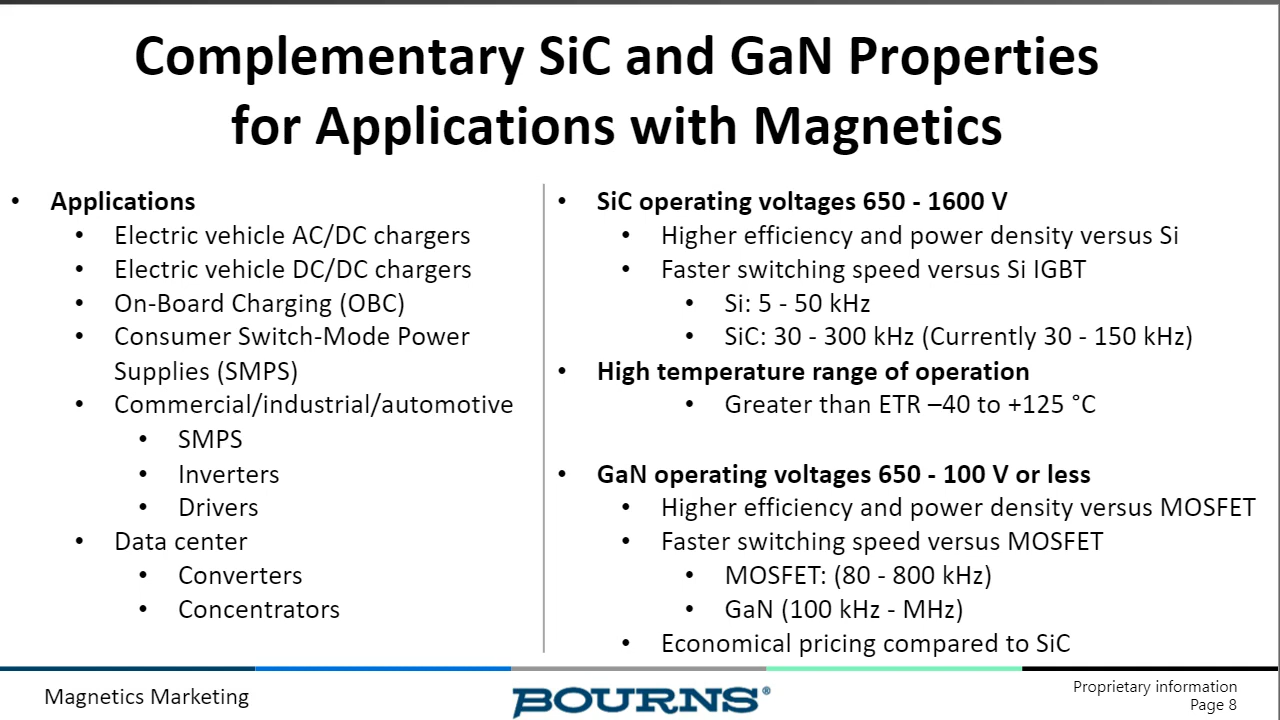 Complementary SiC and GaN Properties
for Applications with Magnetics
• Applications
• Electric vehicle AC/DC chargers
• Electric vehicle DC/DC chargers
• On-Board Charging (OBC)
• Consumer Switch-Mode Power
Supplies (SMPS)
• Commercial/industrial/automotive
• SMPS
• Inverters
• Drivers
• Data center
• Converters
• Concentrators
• SiC operating voltages 650 - 1600 V
• Higher efficiency and power density versus Si
• Faster switching speed versus Si IGBT
• Si: 5 - 50 kHz
• SiC: 30 - 300 kHz (Currently 30 - 150 kHz)
• High temperature range of operation
• Greater than ETR –40 to +125 °C
• GaN operating voltages 650 - 100 V or less
• Higher efficiency and power density versus MOSFET
• Faster switching speed versus MOSFET
• MOSFET: (80 - 800 kHz)
• GaN (100 kHz - MHz)
• Economical pricing compared to SiC
Magnetics Marketing
BOURNS®
Proprietary information
Page 8